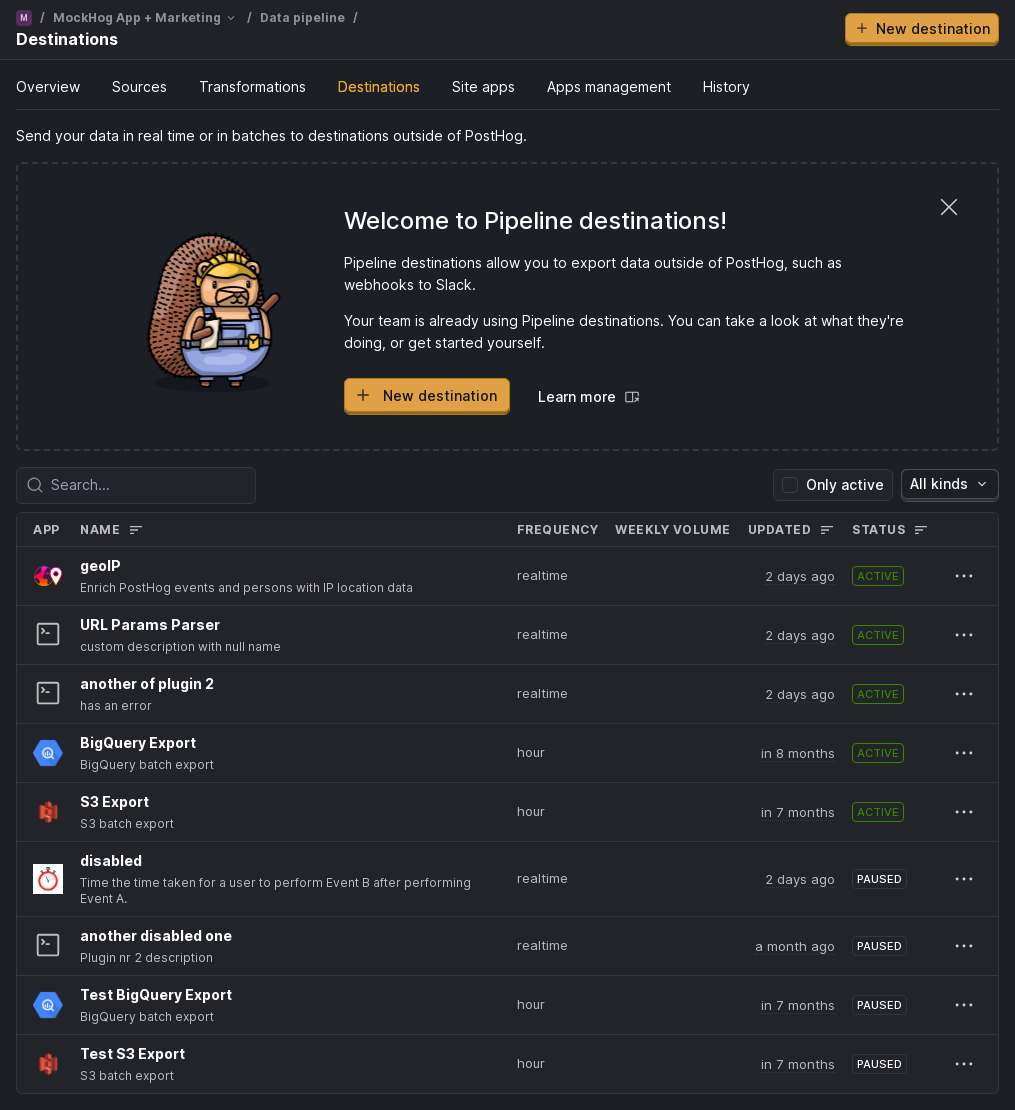 M / MockHog App + Marketing / Data pipeline /
Destinations
New destination
Overview Sources Transformations Destinations Site apps Apps management History
Send your data in real time or in batches to destinations outside of PostHog.
Welcome to Pipeline destinations!
Pipeline destinations allow you to export data outside of PostHog, such as
webhooks to Slack.
Your team is already using Pipeline destinations. You can take a look at what they're
doing, or get started yourself.
New destination Learn more
Search... Only active All kinds
APP NAME FREQUENCY WEEKLY VOLUME UPDATED STATUS
geoIP
Enrich PostHog events and persons with IP location data
realtime 2 days ago ACTIVE
URL Params Parser
custom description with null name
realtime 2 days ago ACTIVE
another of plugin 2
has an error
realtime 2 days ago ACTIVE
BigQuery Export
BigQuery batch export
hour in 8 months ACTIVE
S3 Export
S3 batch export
hour in 7 months ACTIVE
disabled
Time the time taken for a user to perform Event B after performing
Event A.
realtime 2 days ago PAUSED
another disabled one
Plugin nr 2 description
realtime a month ago PAUSED
Test BigQuery Export
BigQuery batch export
hour in 7 months PAUSED
Test S3 Export
S3 batch export
hour in 7 months PAUSED